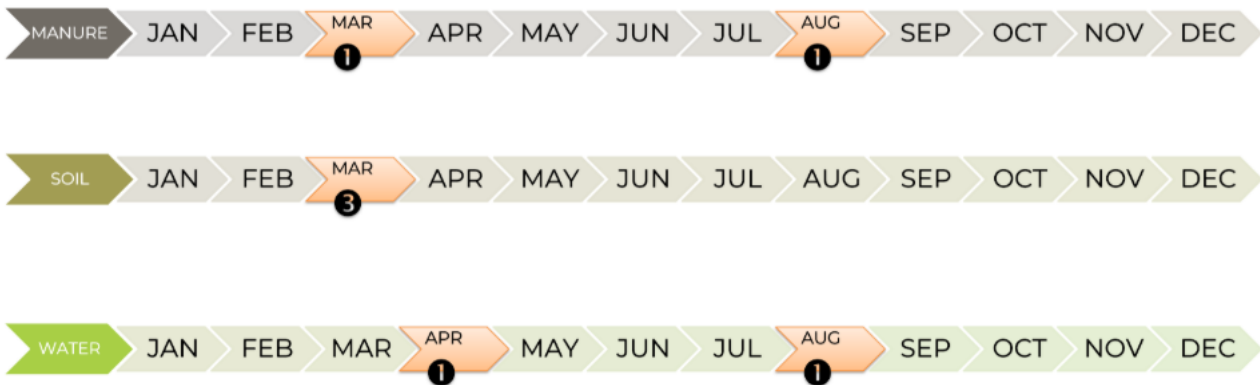 MANURE JAN FEB MAR APR MAY JUN JUL AUG SEP OCT NOV DEC
1 1
SOIL JAN FEB MAR APR MAY JUN JUL AUG SEP OCT NOV DEC
3
WATER JAN FEB MAR APR MAY JUN JUL AUG SEP OCT NOV DEC
1 1